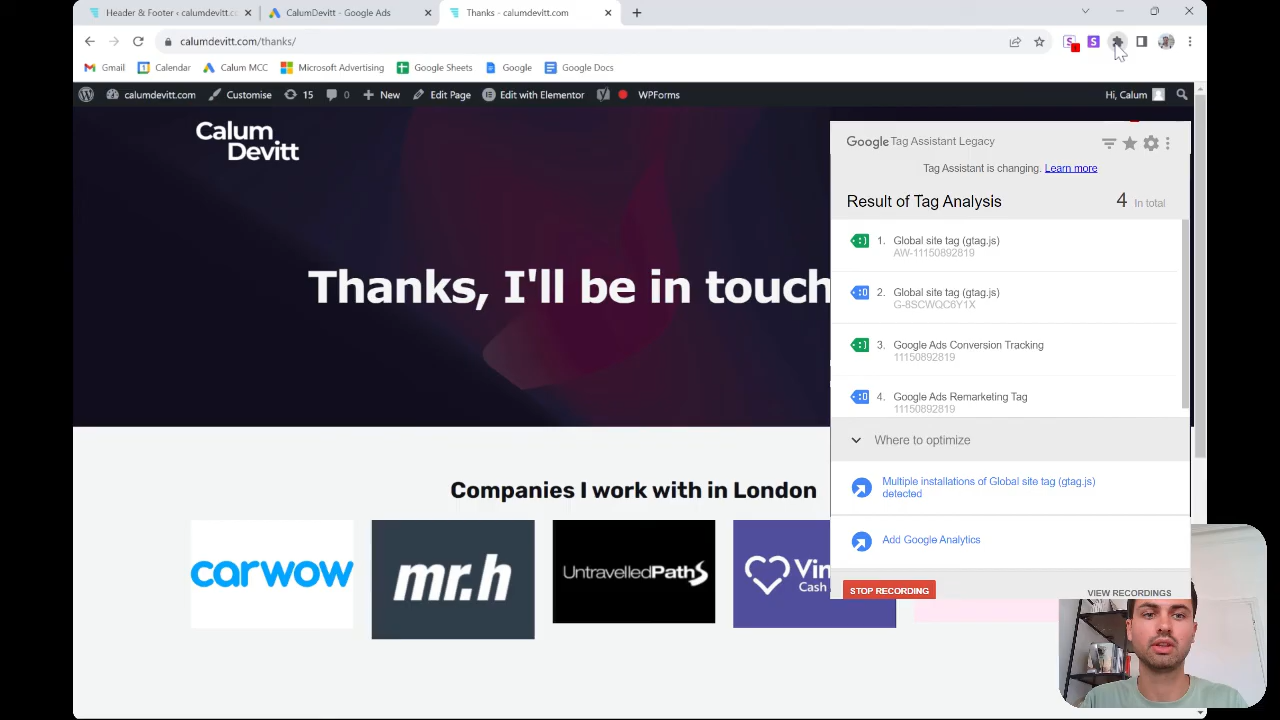 Header & Footer ‹ calumdevitt.c
CalumDevitt - Google Ads
Thanks - calumdevitt.com
calumdevitt.com/thanks/
Gmail
Calendar
Calum MCC
Microsoft Advertising
Google Sheets
Google
Google Docs
calumdevitt.com
Customise
15
0
New
Edit Page
Edit with Elementor
WPForms
Hi, Calum
Calum
Devitt
Thanks, I'll be in touch
Google Tag Assistant Legacy
Tag Assistant is changing. Learn more
Result of Tag Analysis
4 In total
1. Global site tag (gtag.js)
AW-11150892819
2. Global site tag (gtag.js)
G-8SCWQC6Y1X
3. Google Ads Conversion Tracking
11150892819
4. Google Ads Remarketing Tag
11150892819
Where to optimize
Multiple installations of Global site tag (gtag.js)
detected
Add Google Analytics
STOP RECORDING
VIEW RECORDINGS
Companies I work with in London
carwow
mr.h
UntravelledPaths
Vin
Cash